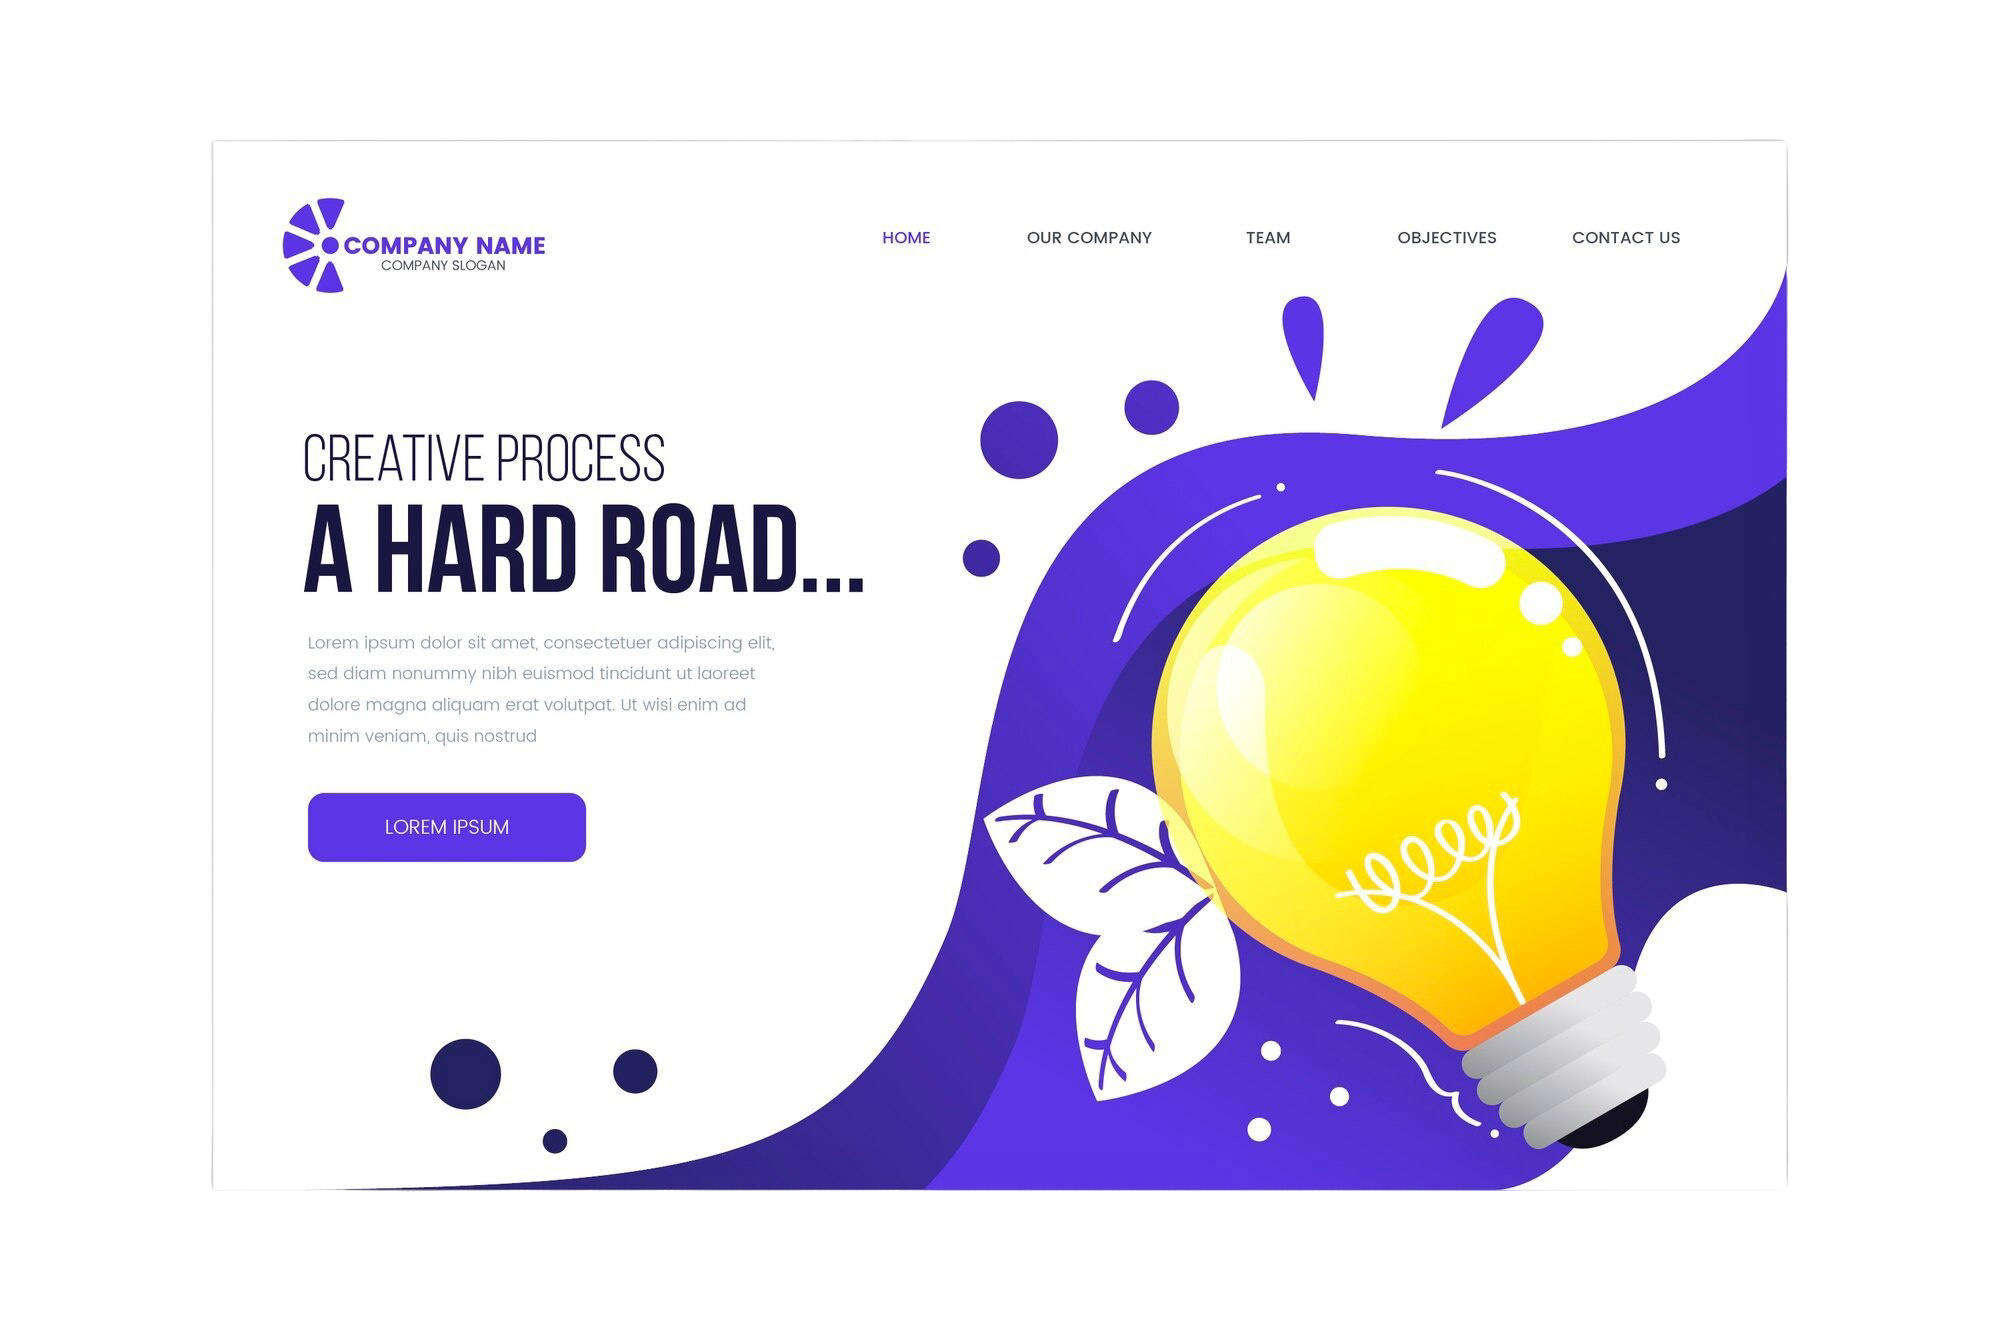 COMPANY NAME
COMPANY SLOGAN
HOME OUR COMPANY TEAM OBJECTIVES CONTACT US
CREATIVE PROCESS
A HARD ROAD...
Lorem ipsum dolor sit amet, consectetuer adipiscing elit,
sed diam nonummy nibh euismod tincidunt ut laoreet
dolore magna aliquam erat volutpat. Ut wisi enim ad
minim veniam, quis nostrud
LOREM IPSUM